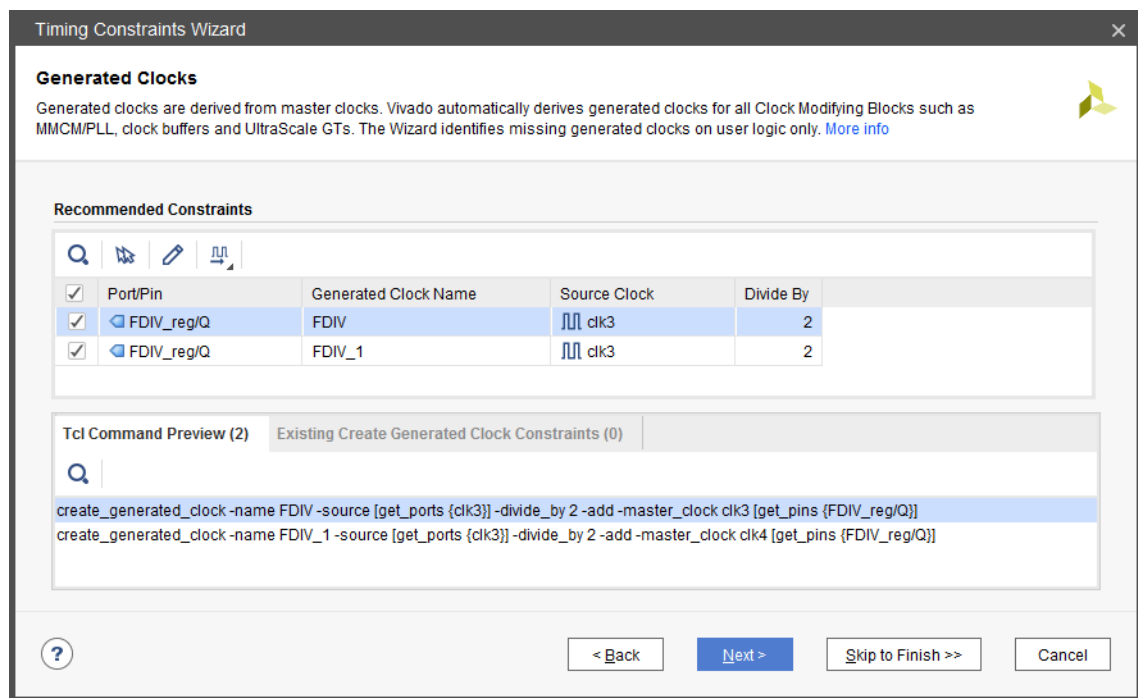 Timing Constraints Wizard
Generated Clocks
Generated clocks are derived from master clocks. Vivado automatically derives generated clocks for all Clock Modifying Blocks such as
MMCM/PLL, clock buffers and UltraScale GTs. The Wizard identifies missing generated clocks on user logic only. More info
Recommended Constraints
Port/Pin Generated Clock Name Source Clock Divide By
FDIV_reg/Q FDIV clk3 2
FDIV_reg/Q FDIV_1 clk3 2
Tcl Command Preview (2) Existing Create Generated Clock Constraints (0)
create_generated_clock -name FDIV -source [get_ports {clk3}] -divide_by 2 -add -master_clock clk3 [get_pins {FDIV_reg/Q}]
create_generated_clock -name FDIV_1 -source [get_ports {clk3}] -divide_by 2 -add -master_clock clk4 [get_pins {FDIV_reg/Q}]
? < Back Next > Skip to Finish >> Cancel